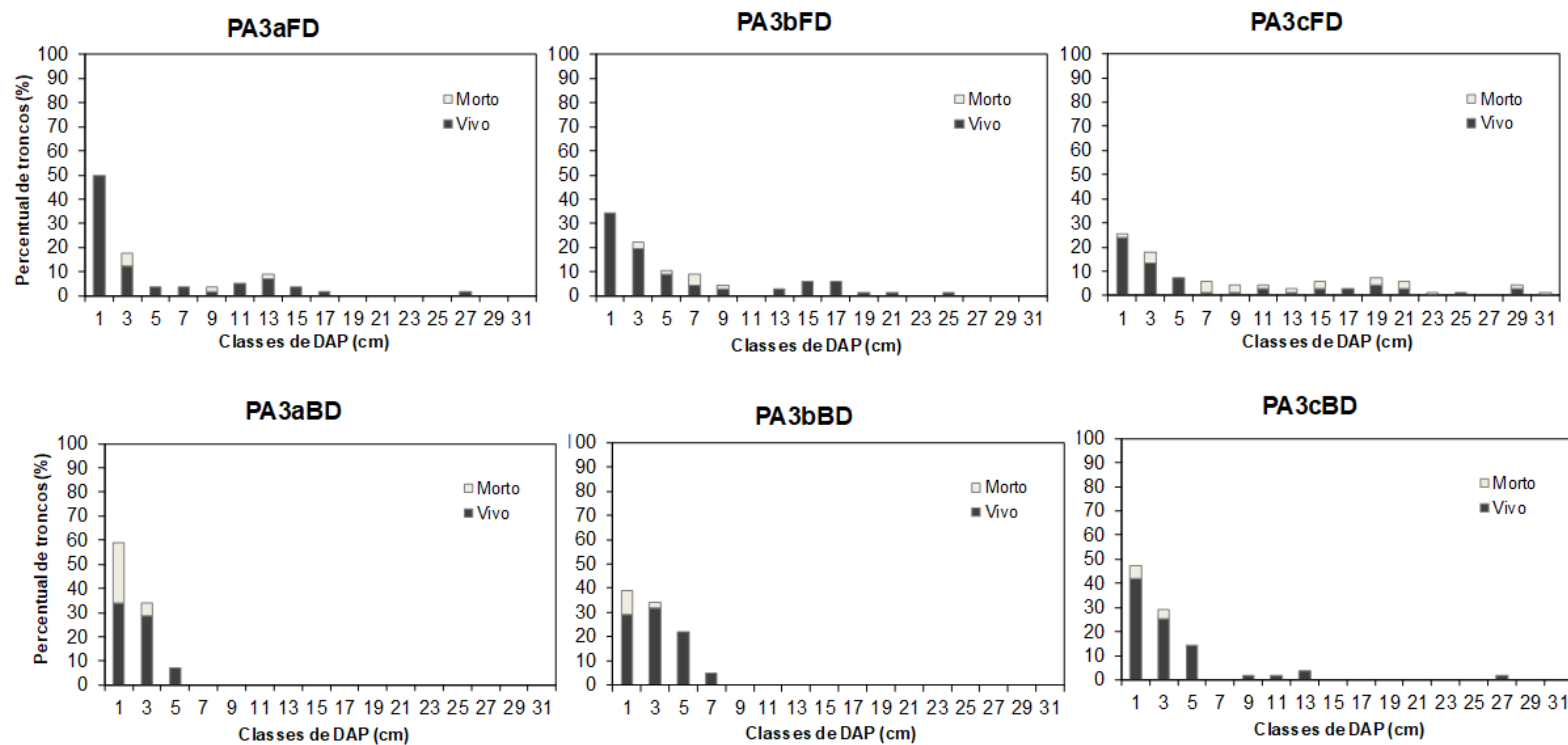 PA3aFD
Percentual de troncos (%)
100
90
80
70
60
50
40
30
20
10
0
Morto
Vivo
1 3 5 7 9 11 13 15 17 19 21 23 25 27 29 31
Classes de DAP (cm)
PA3bFD
100
90
80
70
60
50
40
30
20
10
0
Morto
Vivo
1 3 5 7 9 11 13 15 17 19 21 23 25 27 29 31
Classes de DAP (cm)
PA3cFD
100
90
80
70
60
50
40
30
20
10
0
Morto
Vivo
1 3 5 7 9 11 13 15 17 19 21 23 25 27 29 31
Classes de DAP (cm)
PA3aBD
Percentual de troncos (%)
100
90
80
70
60
50
40
30
20
10
0
Morto
Vivo
1 3 5 7 9 11 13 15 17 19 21 23 25 27 29 31
Classes de DAP (cm)
PA3bBD
100
90
80
70
60
50
40
30
20
10
0
Morto
Vivo
1 3 5 7 9 11 13 15 17 19 21 23 25 27 29 31
Classes de DAP (cm)
PA3cBD
100
90
80
70
60
50
40
30
20
10
0
Morto
Vivo
1 3 5 7 9 11 13 15 17 19 21 23 25 27 29 31
Classes de DAP (cm)